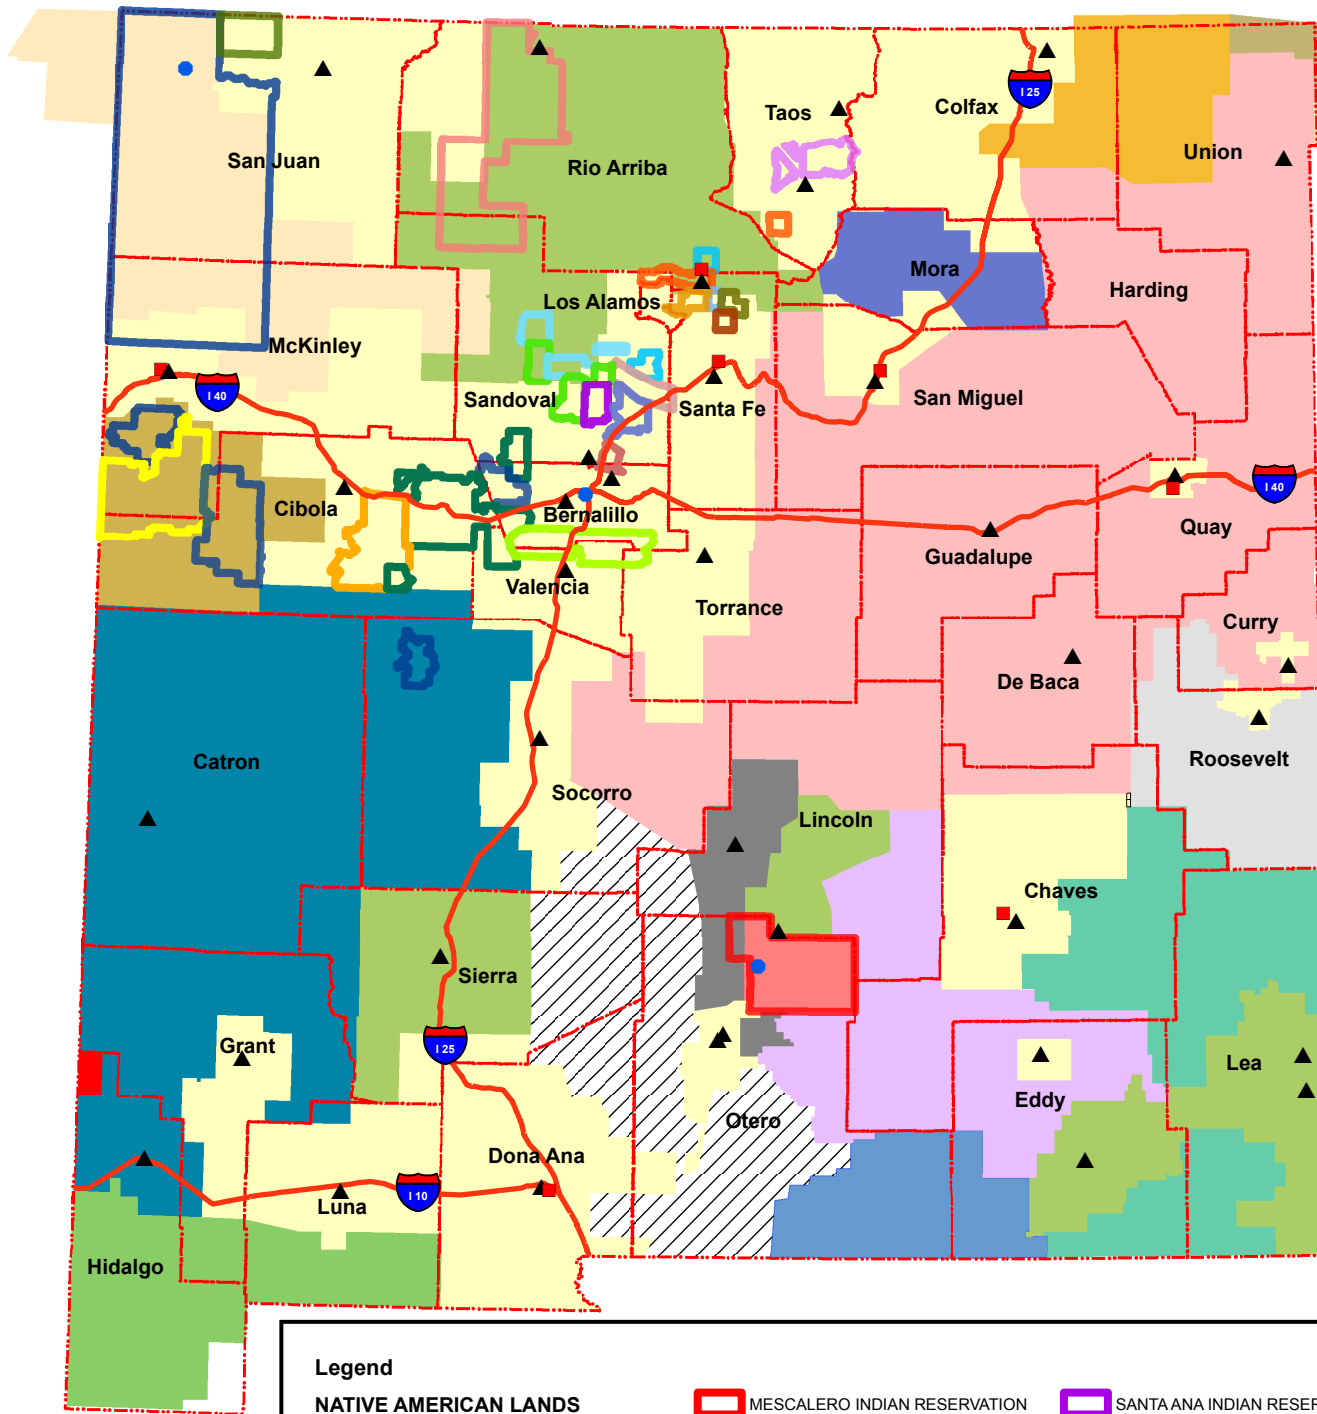 I 25
Taos
Colfax
Union
San Juan
Rio Arriba
Mora
Harding
Los Alamos
McKinley
I 40
Sandoval
Santa Fe
San Miguel
I 40
Cibola
Bernalillo
Quay
Guadalupe
Valencia
Torrance
Curry
De Baca
Catron
Roosevelt
Socorro
Lincoln
Chaves
Sierra
I 25
Grant
Lea
Eddy
Otero
Dona Ana
I 10
Luna
Hidalgo
Legend
NATIVE AMERICAN LANDS
MESCALERO INDIAN RESERVATION
SANTA ANA INDIAN RESER